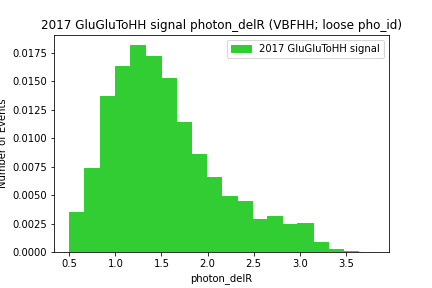 2017 GluGluToHH signal photon_delR (VBFHH; loose pho_id)
2017 GluGluToHH signal
Number of Events
0.0175
0.0150
0.0125
0.0100
0.0075
0.0050
0.0025
0.0000
0.5 1.0 1.5 2.0 2.5 3.0 3.5
photon_delR